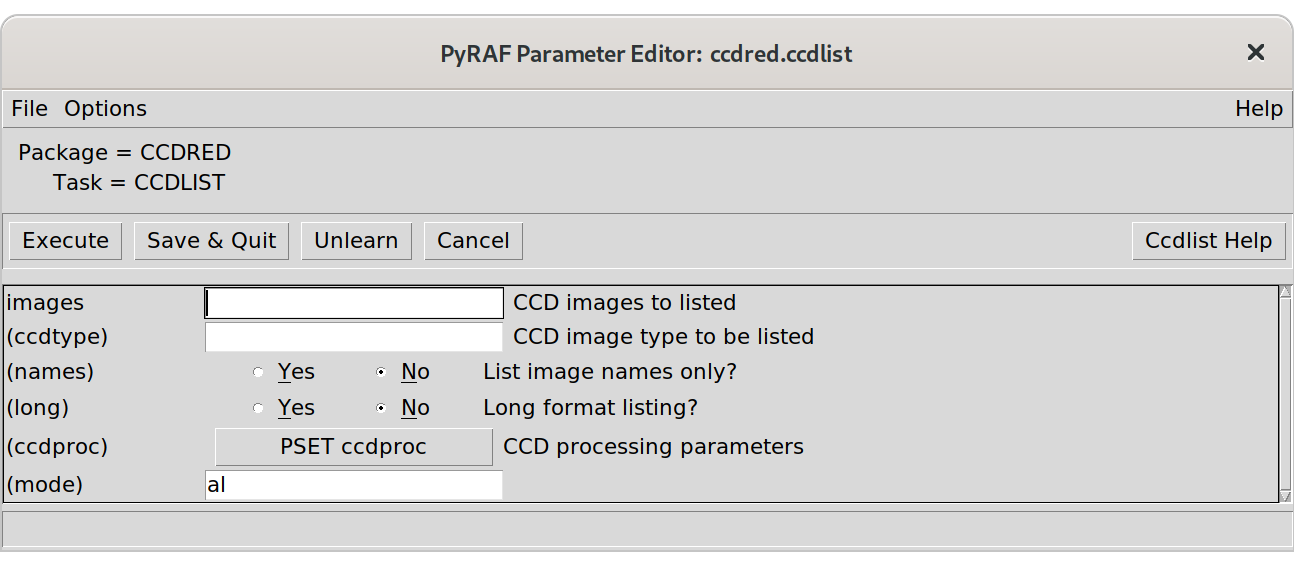 PyRAF Parameter Editor: ccdred.ccdlist
File Options Help
Package = CCDRED
Task = CCDLIST
Execute Save & Quit Unlearn Cancel Ccdlist Help
images CCD images to listed
(ccdtype) CCD image type to be listed
(names) Yes No List image names only?
(long) Yes No Long format listing?
(ccdproc) PSET ccdproc CCD processing parameters
(mode) al